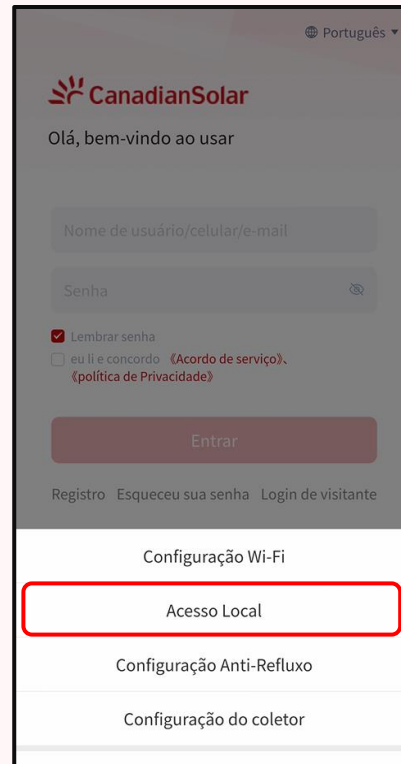 Português
CanadianSolar
Olá, bem-vindo ao usar
Nome de usuário/celular/e-mail
Senha
Lembrar senha
eu li e concordo 《Acordo de serviço》、
《política de Privacidade》
Entrar
Registro Esqueceu sua senha Login de visitante
Configuração Wi-Fi
Acesso Local
Configuração Anti-Refluxo
Configuração do coletor